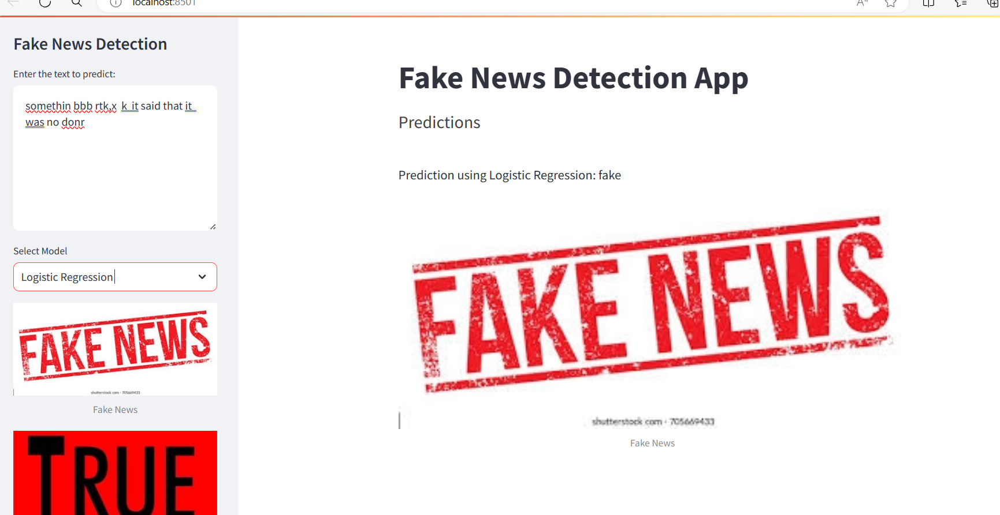 localhost:8501
Fake News Detection
Enter the text to predict:
somethin bbb rtk,x  k  it said that it
was no donr
Select Model
Logistic Regression
FAKE NEWS
shutterstock.com · 705669433
Fake News
TRUE
Fake News Detection App
Predictions
Prediction using Logistic Regression: fake
FAKE NEWS
shutterstock.com · 705669433
Fake News